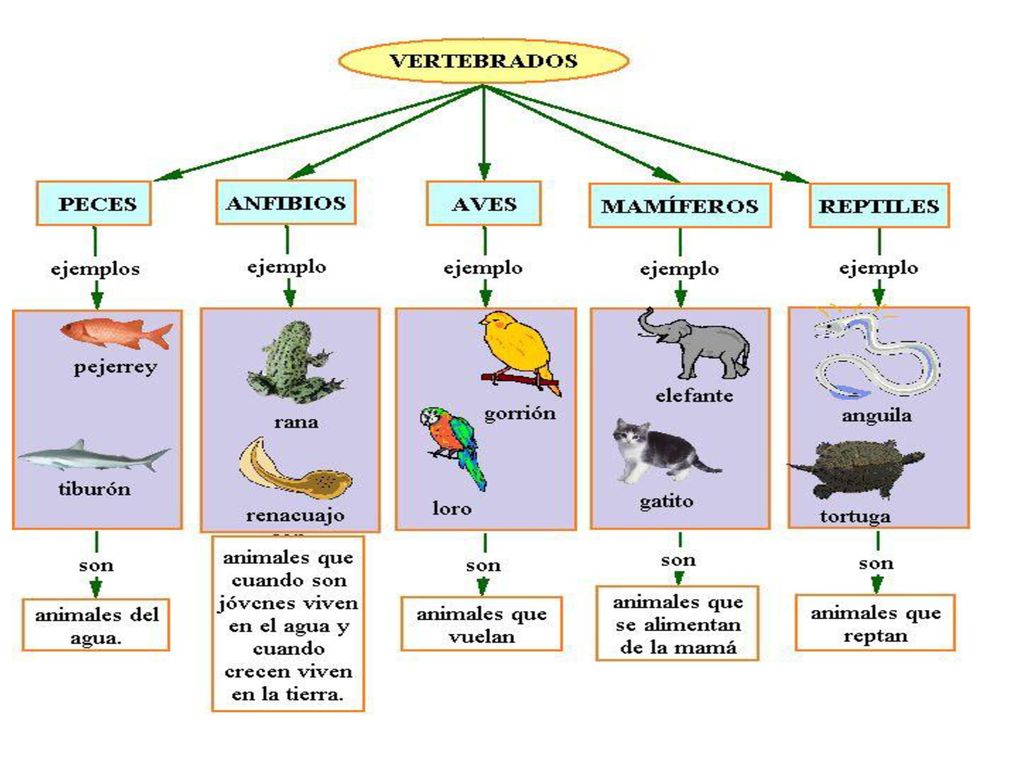 VERTEBRADOS
PECES
ANFIBIOS
AVES
MAMÍFEROS
REPTILES
ejemplos
ejemplo
ejemplo
ejemplo
ejemplo
pejerrey
tiburón
rana
renacuajo
gorrión
loro
elefante
gatito
anguila
tortuga
son
son
son
son
animales del
agua.
animales que
cuando son
jóvenes viven
en el agua y
cuando
crecen viven
en la tierra.
animales que
vuelan
animales que
se alimentan
de la mamá
animales que
reptan